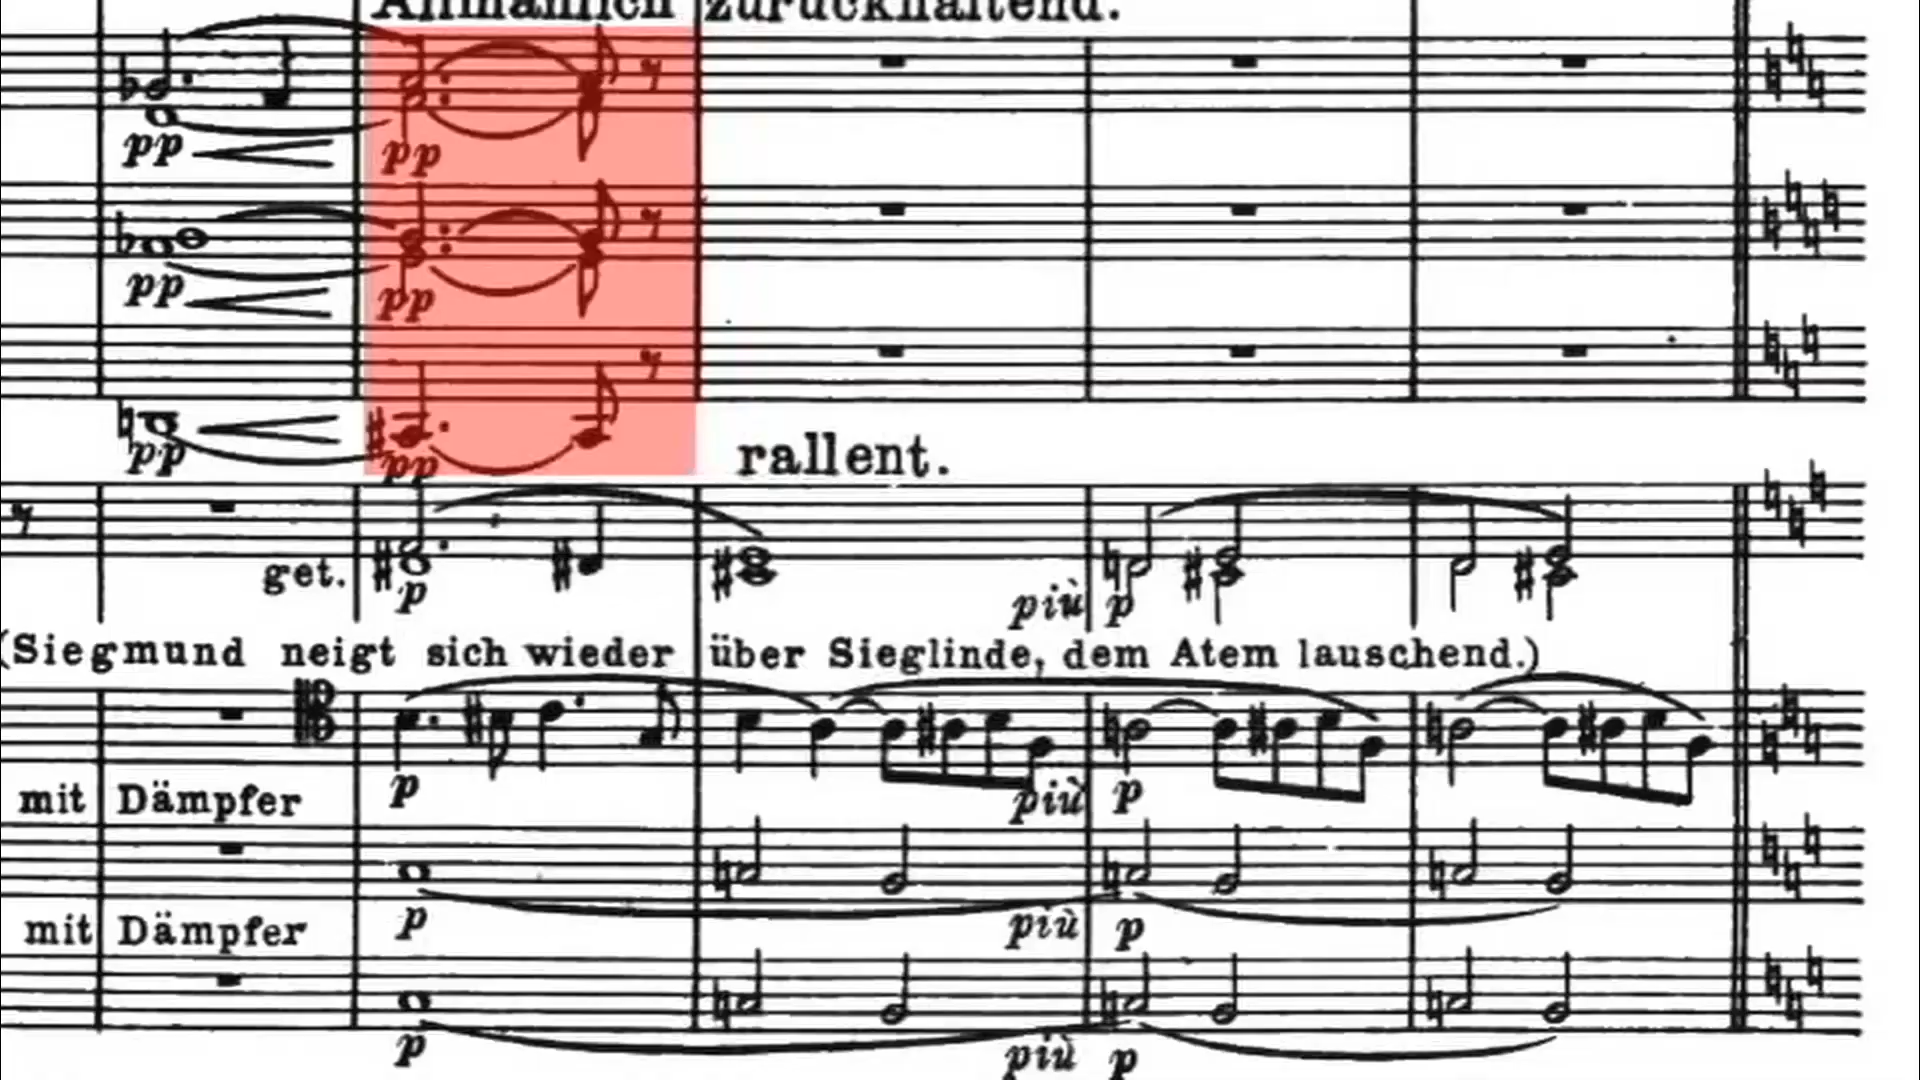 Allmählich zurückhaltend.
pp pp
pp pp
pp pp
rallent.
get. p più p
(Siegmund neigt sich wieder über Sieglinde, dem Atem lauschend.)
p più p
mit Dämpfer
p più p
mit Dämpfer
p più p